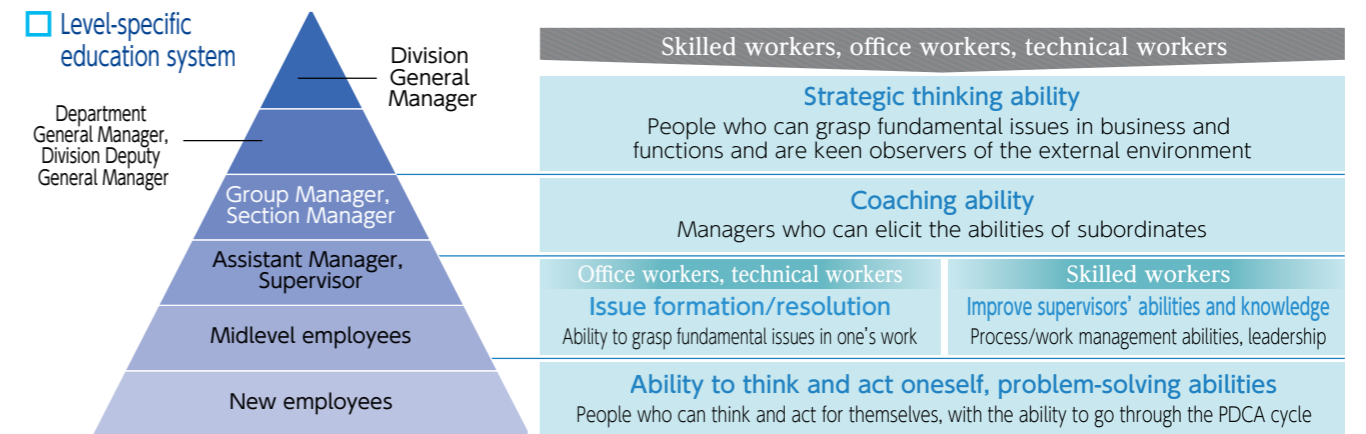 Level-specific
education system
Division
General
Manager
Department
General Manager,
Division Deputy
General Manager
Group Manager,
Section Manager
Assistant Manager,
Supervisor
Midlevel employees
New employees
Skilled workers, office workers, technical workers
Strategic thinking ability
People who can grasp fundamental issues in business and
functions and are keen observers of the external environment
Coaching ability
Managers who can elicit the abilities of subordinates
Office workers, technical workers
Issue formation/resolution
Ability to grasp fundamental issues in one's work
Skilled workers
Improve supervisors' abilities and knowledge
Process/work management abilities, leadership
Ability to think and act oneself, problem-solving abilities
People who can think and act for themselves, with the ability to go through the PDCA cycle